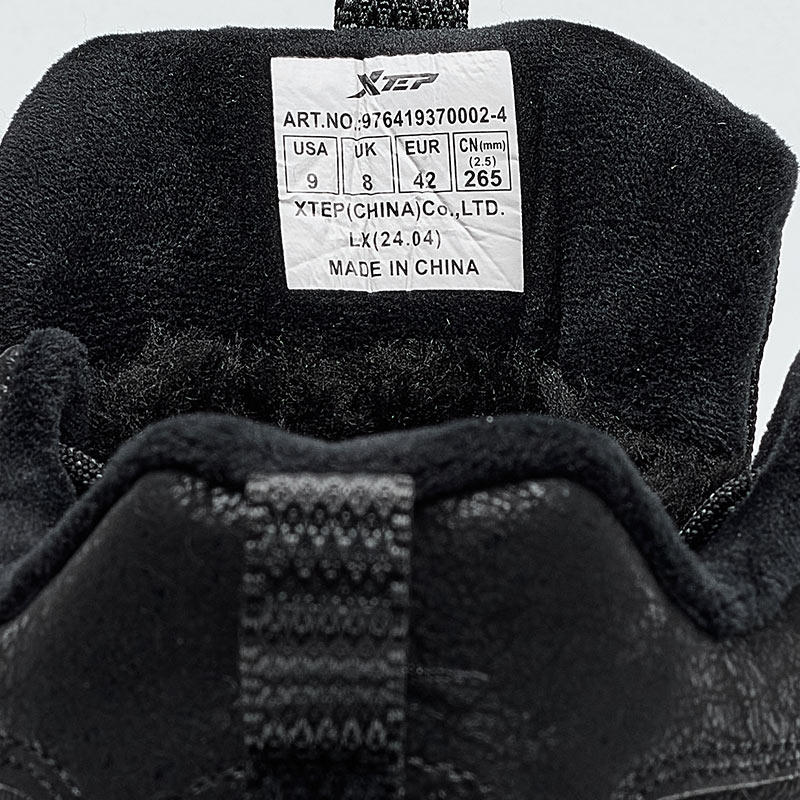 XTEP
ART.NO.:976419370002-4
USA UK EUR CN(mm)
(2.5)
9 8 42 265
XTEP(CHINA)Co.,LTD.
LX(24.04)
MADE IN CHINA